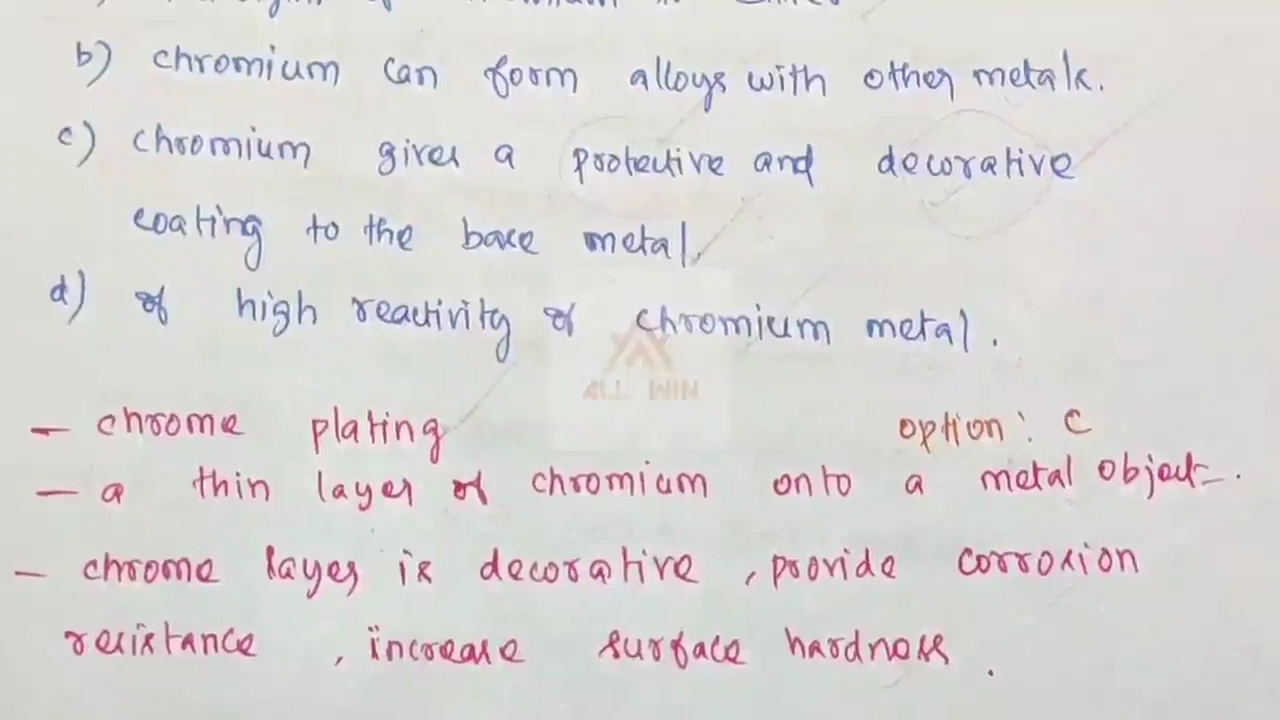 b) chromium can form alloys with other metals.
c) chromium gives a protective and decorative
coating to the base metal.
d) of high reactivity of chromium metal.
ALL WIN
- chrome plating option: C
- a thin layer of chromium onto a metal object.
- chrome layer is decorative, provide corrosion
resistance, increase surface hardness.